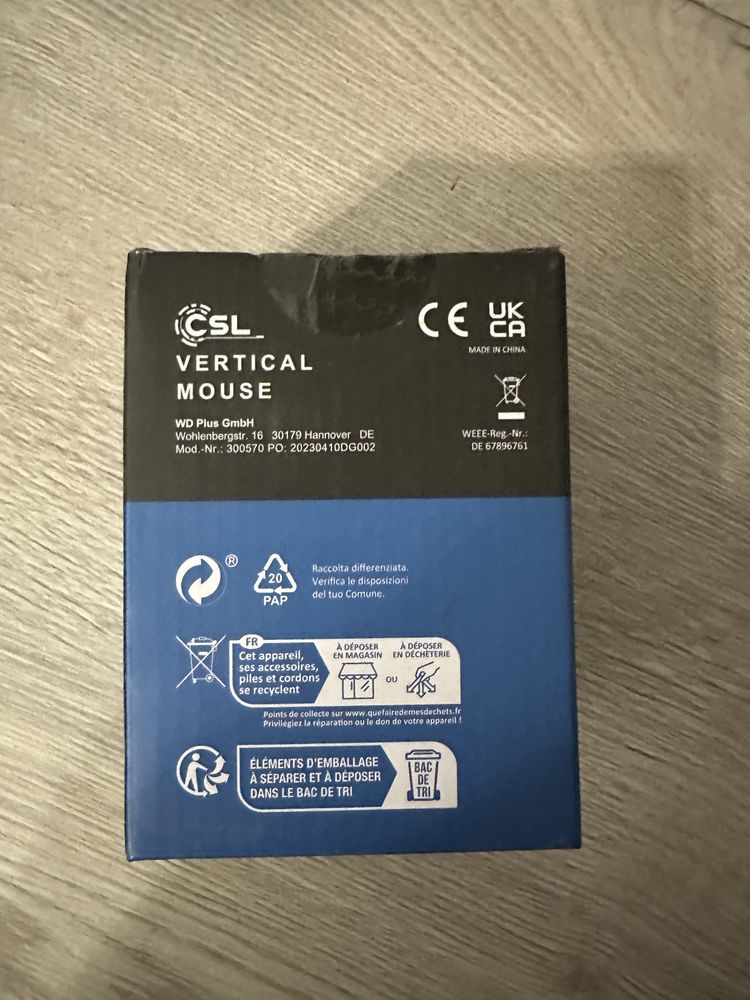 CSL
VERTICAL
MOUSE
WD Plus GmbH
Wohlenbergstr. 16 30179 Hannover DE
Mod.-Nr.: 300570 PO: 20230410DG002
CE
UK
CA
MADE IN CHINA
WEEE-Reg.-Nr.:
DE 67896761
®
20
PAP
Raccolta differenziata.
Verifica le disposizioni
del tuo Comune.
FR
Cet appareil,
ses accessoires,
piles et cordons
se recyclent
À DÉPOSER
EN MAGASIN
OU
À DÉPOSER
EN DÉCHÈTERIE
Points de collecte sur www.quefairedemesdechets.fr
Privilégiez la réparation ou le don de votre appareil !
ÉLÉMENTS D'EMBALLAGE
À SÉPARER ET À DÉPOSER
DANS LE BAC DE TRI
BAC
DE
TRI